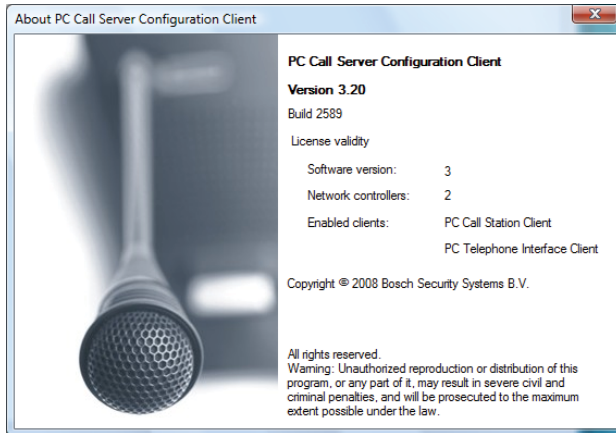 About PC Call Server Configuration Client
PC Call Server Configuration Client
Version 3.20
Build 2589
License validity
Software version: 3
Network controllers: 2
Enabled clients: PC Call Station Client
PC Telephone Interface Client
Copyright © 2008 Bosch Security Systems B.V.
All rights reserved.
Warning: Unauthorized reproduction or distribution of this
program, or any part of it, may result in severe civil and
criminal penalties, and will be prosecuted to the maximum
extent possible under the law.